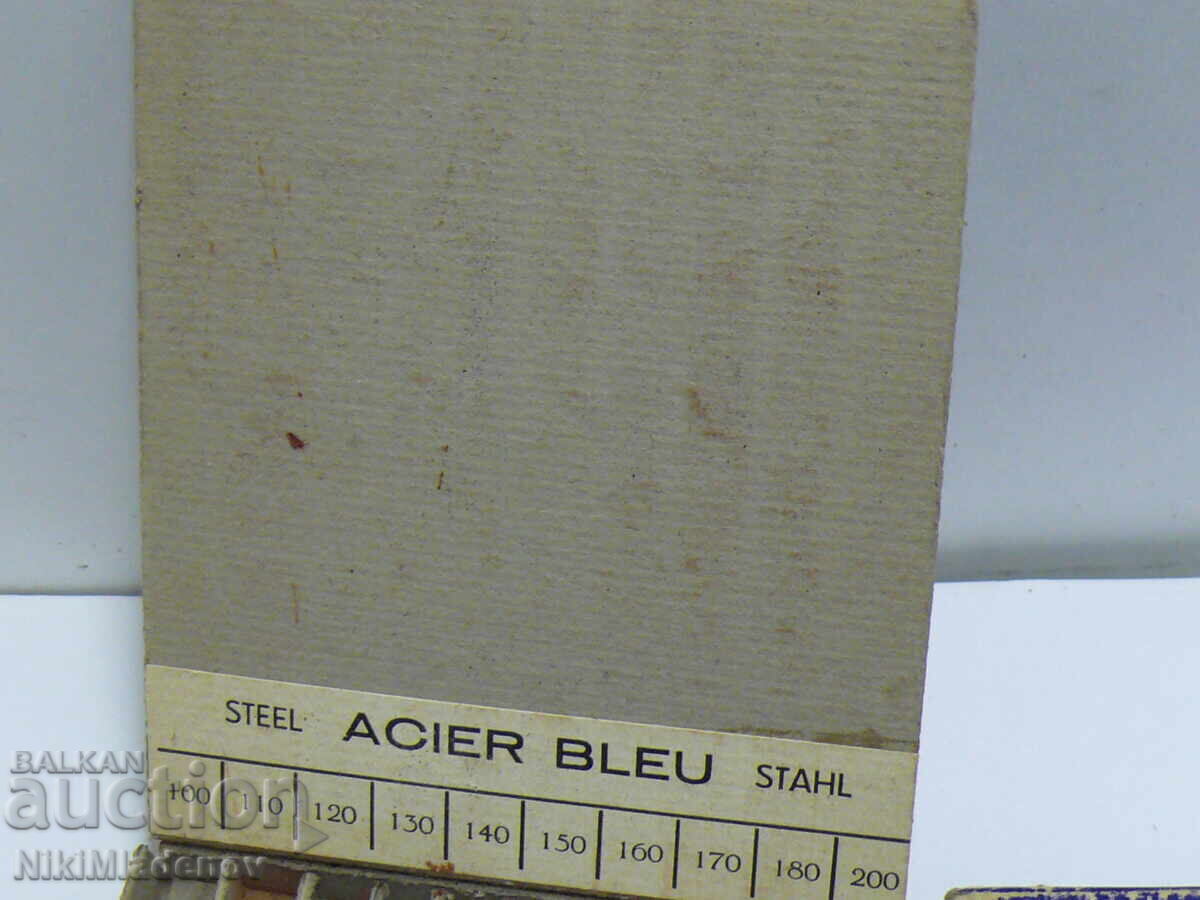 STEEL ACIER BLEU STAHL
100 110 120 130 140 150 160 170 180 200
BALKAN
auction
NikiMladenov